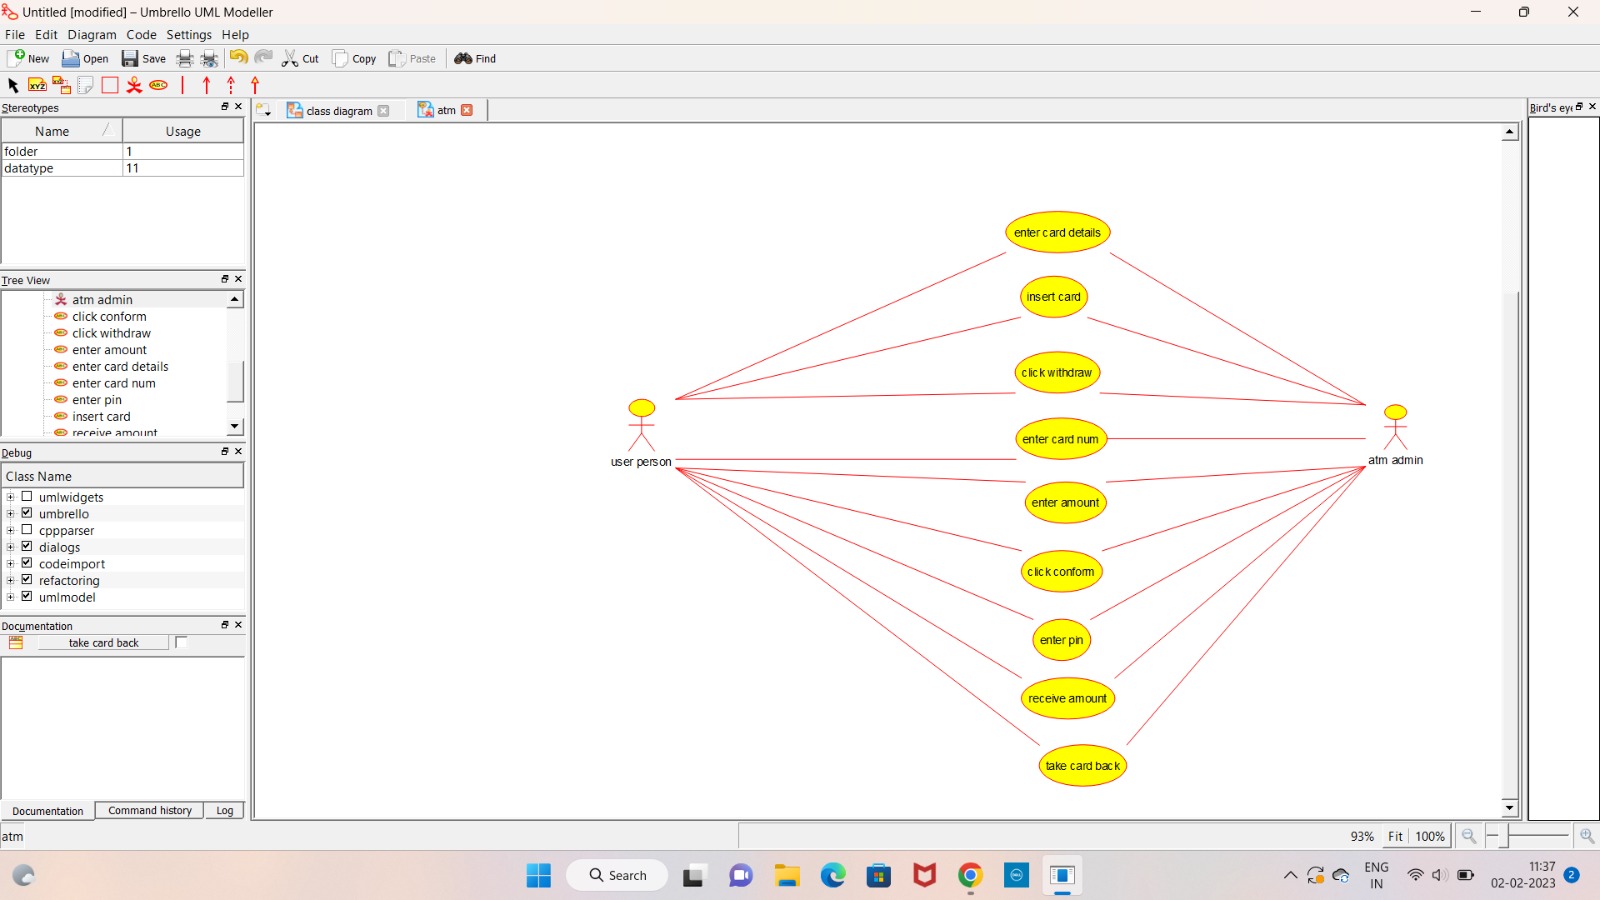 Untitled [modified] – Umbrello UML Modeller
File Edit Diagram Code Settings Help
New Open Save Cut Copy Paste Find
XYZ ABC
Stereotypes
Name Usage
folder 1
datatype 11
Tree View
atm admin
click conform
click withdraw
enter amount
enter card details
enter card num
enter pin
insert card
receive amount
Debug
Class Name
umlwidgets
umbrello
cppparser
dialogs
codeimport
refactoring
umlmodel
Documentation
take card back
Documentation Command history Log
atm
class diagram atm
Bird's eye
enter card details
insert card
click withdraw
enter card num
user person
atm admin
enter amount
click conform
enter pin
receive amount
take card back
93% Fit 100%
Search
ENG
IN
11:37
02-02-2023
2